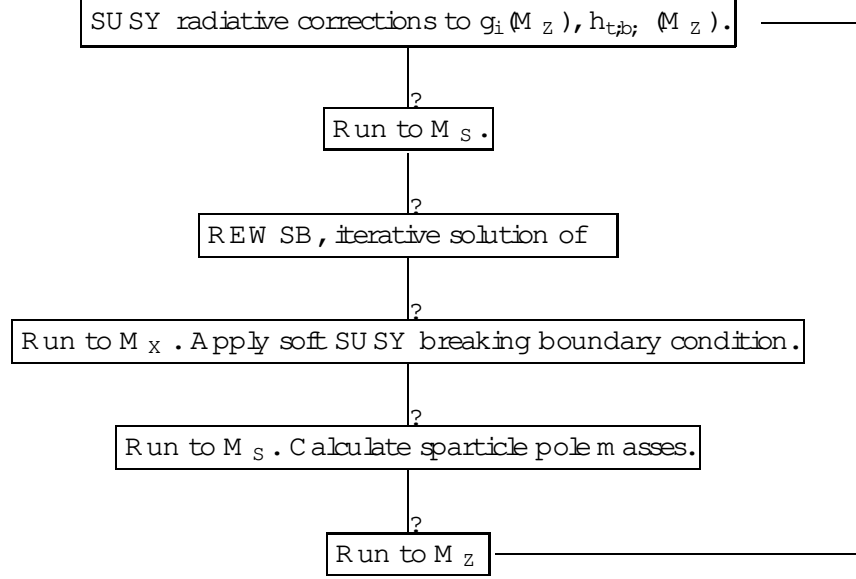 SUSY radiative corrections to g_i(M_Z), h_{t;b;} (M_Z).
?
Run to M_S.
?
REWSB, iterative solution of
?
Run to M_X. Apply soft SUSY breaking boundary condition.
?
Run to M_S. Calculate sparticle pole masses.
?
Run to M_Z